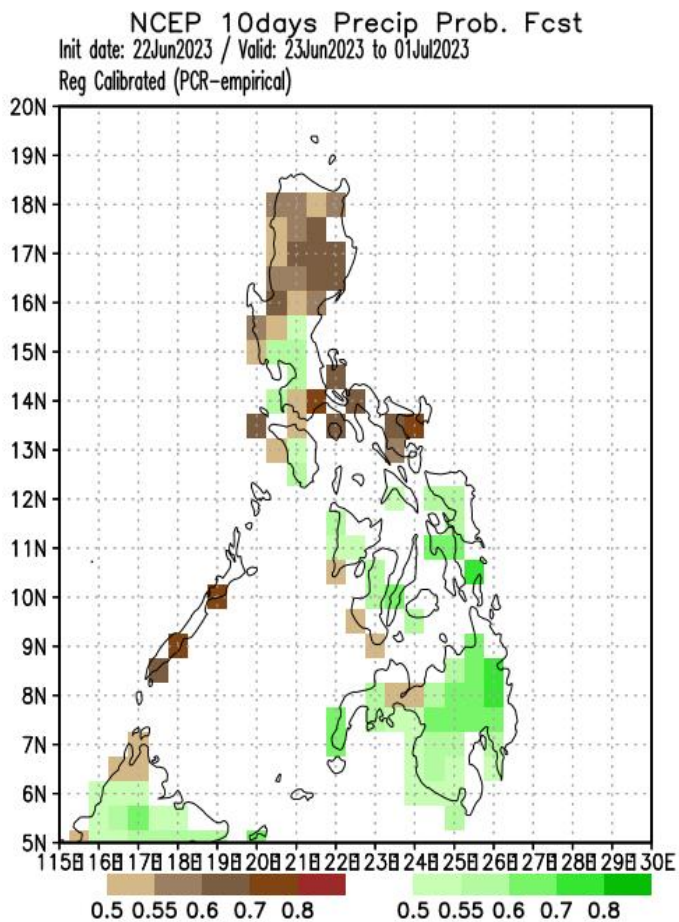 NCEP 10days Precip Prob. Fcst
Init date: 22Jun2023 / Valid: 23Jun2023 to 01Jul2023
Reg Calibrated (PCR-empirical)
20N
19N
18N
17N
16N
15N
14N
13N
12N
11N
10N
9N
8N
7N
6N
5N
115E 116E 117E 118E 119E 120E 121E 122E 123E 124E 125E 126E 127E 128E 129E 130E
0.5 0.55 0.6 0.7 0.8 0.5 0.55 0.6 0.7 0.8